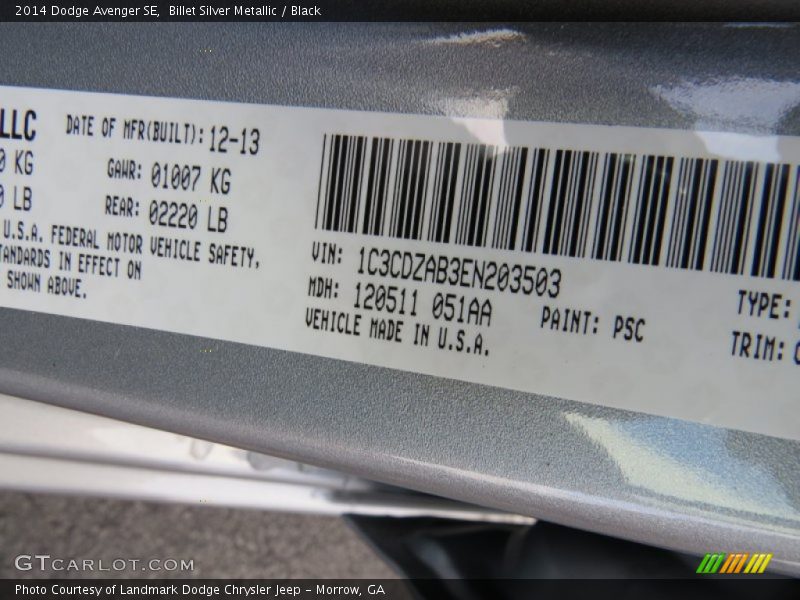 2014 Dodge Avenger SE,  Billet Silver Metallic / Black
LLC
DATE OF MFR(BUILT): 12-13
KG
GAWR: 01007 KG
LB
REAR: 02220 LB
U.S.A. FEDERAL MOTOR VEHICLE SAFETY,
IN EFFECT ON
SHOWN ABOVE.
VIN: 1C3CDZAB3EN203503
MDH: 120511 051AA
PAINT: PSC
VEHICLE MADE IN U.S.A.
TYPE:
TRIM:
GTCARLOT.COM
Photo Courtesy of Landmark Dodge Chrysler Jeep – Morrow, GA